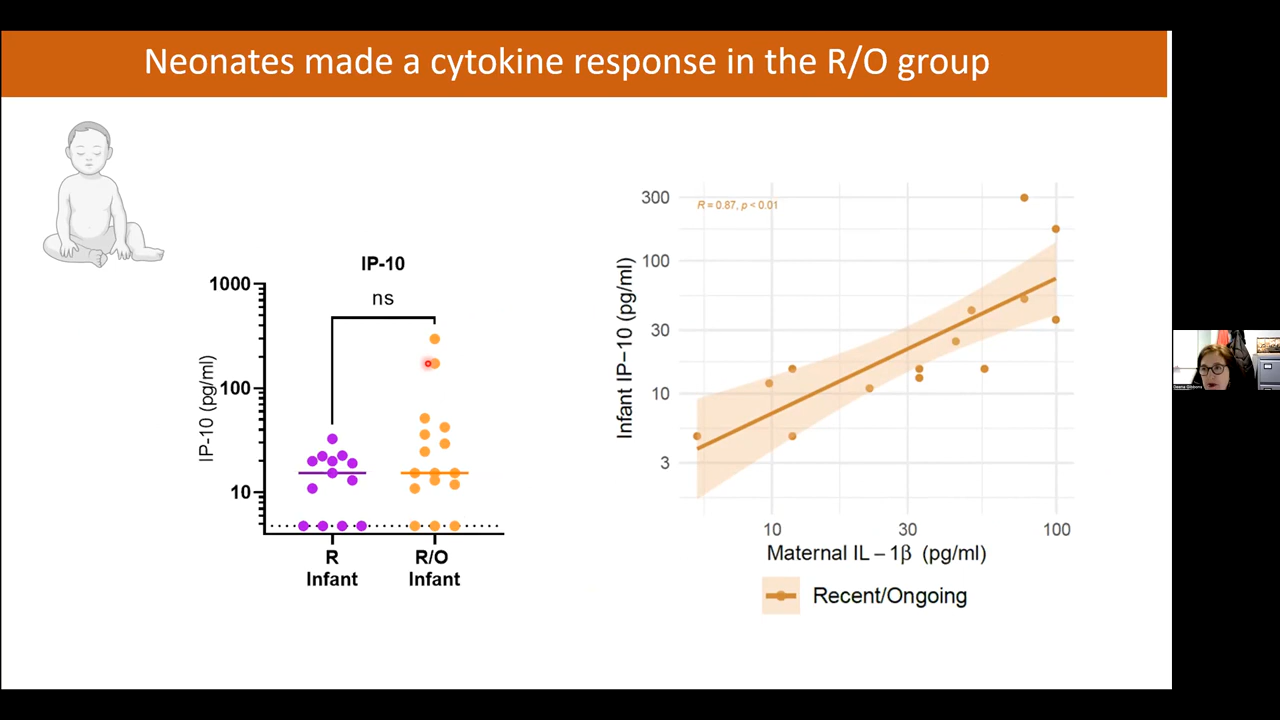 Neonates made a cytokine response in the R/O group
IP-10
ns
1000
100
10
IP-10 (pg/ml)
R
Infant
R/O
Infant
300
100
30
10
3
R = 0.87, p < 0.01
Infant IP−10 (pg/ml)
10
30
100
Maternal IL – 1β (pg/ml)
Recent/Ongoing
Ileana Gibbons